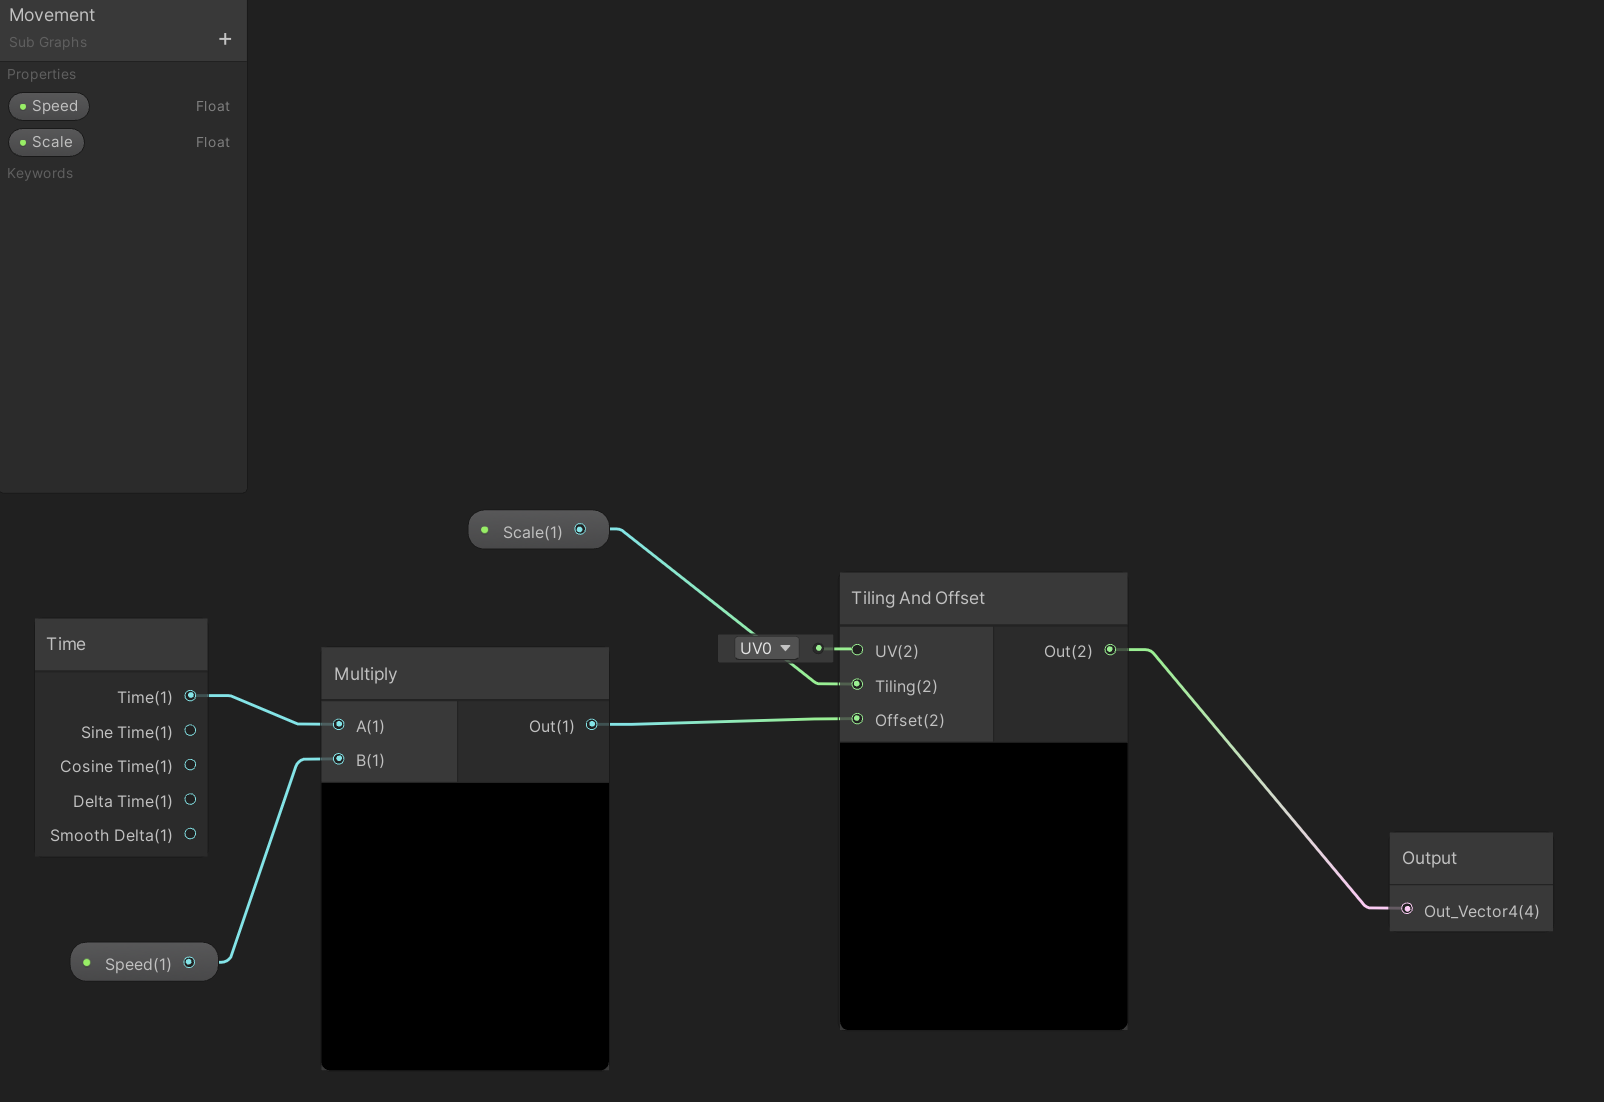 Movement
Sub Graphs
+
Properties
Speed Float
Scale Float
Keywords
Scale(1)
Time
Time(1)
Sine Time(1)
Cosine Time(1)
Delta Time(1)
Smooth Delta(1)
Speed(1)
Multiply
A(1)
B(1)
Out(1)
UV0
Tiling And Offset
UV(2)
Tiling(2)
Offset(2)
Out(2)
Output
Out_Vector4(4)